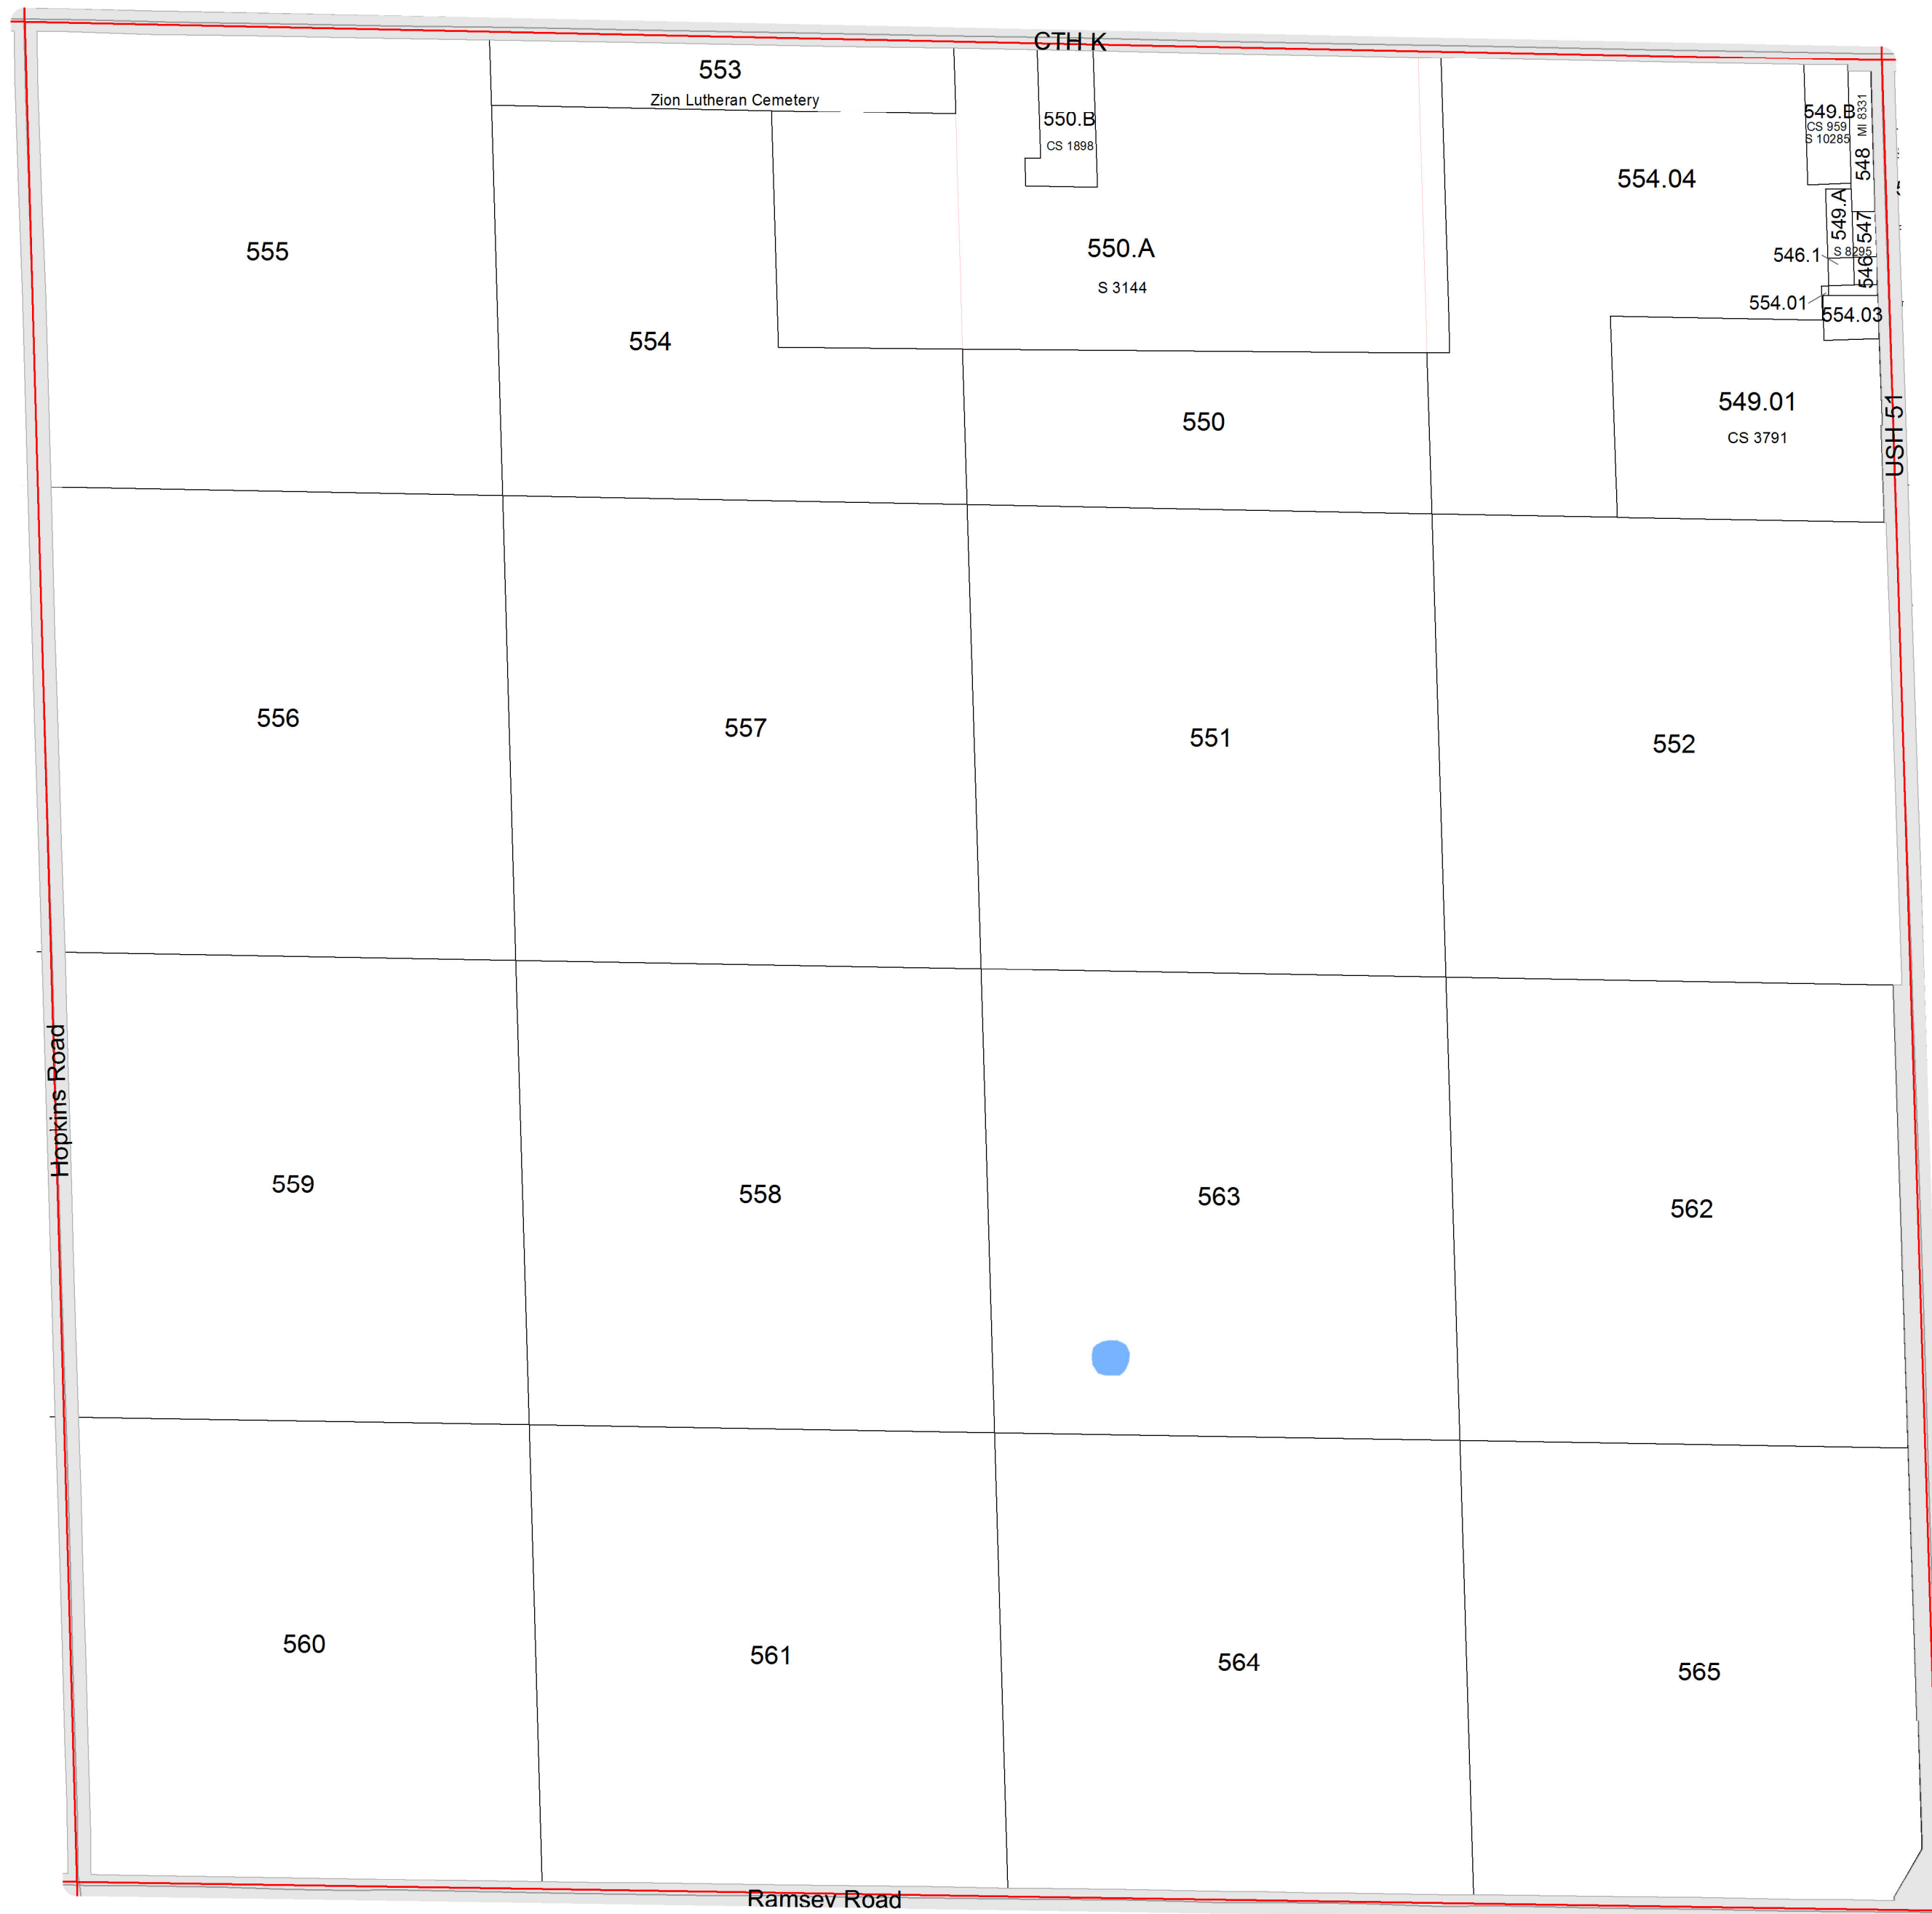 CTH K
553
Zion Lutheran Cemetery
550.B
CS 1898
549.B
CS 959
S 10285
MI 8331
548
554.04
549.A
547
S 8295
546.1
546
554.01
554.03
555
550.A
S 3144
554
550
549.01
CS 3791
USH 51
556
557
551
552
Hopkins Road
559
558
563
562
560
561
564
565
Ramsey Road